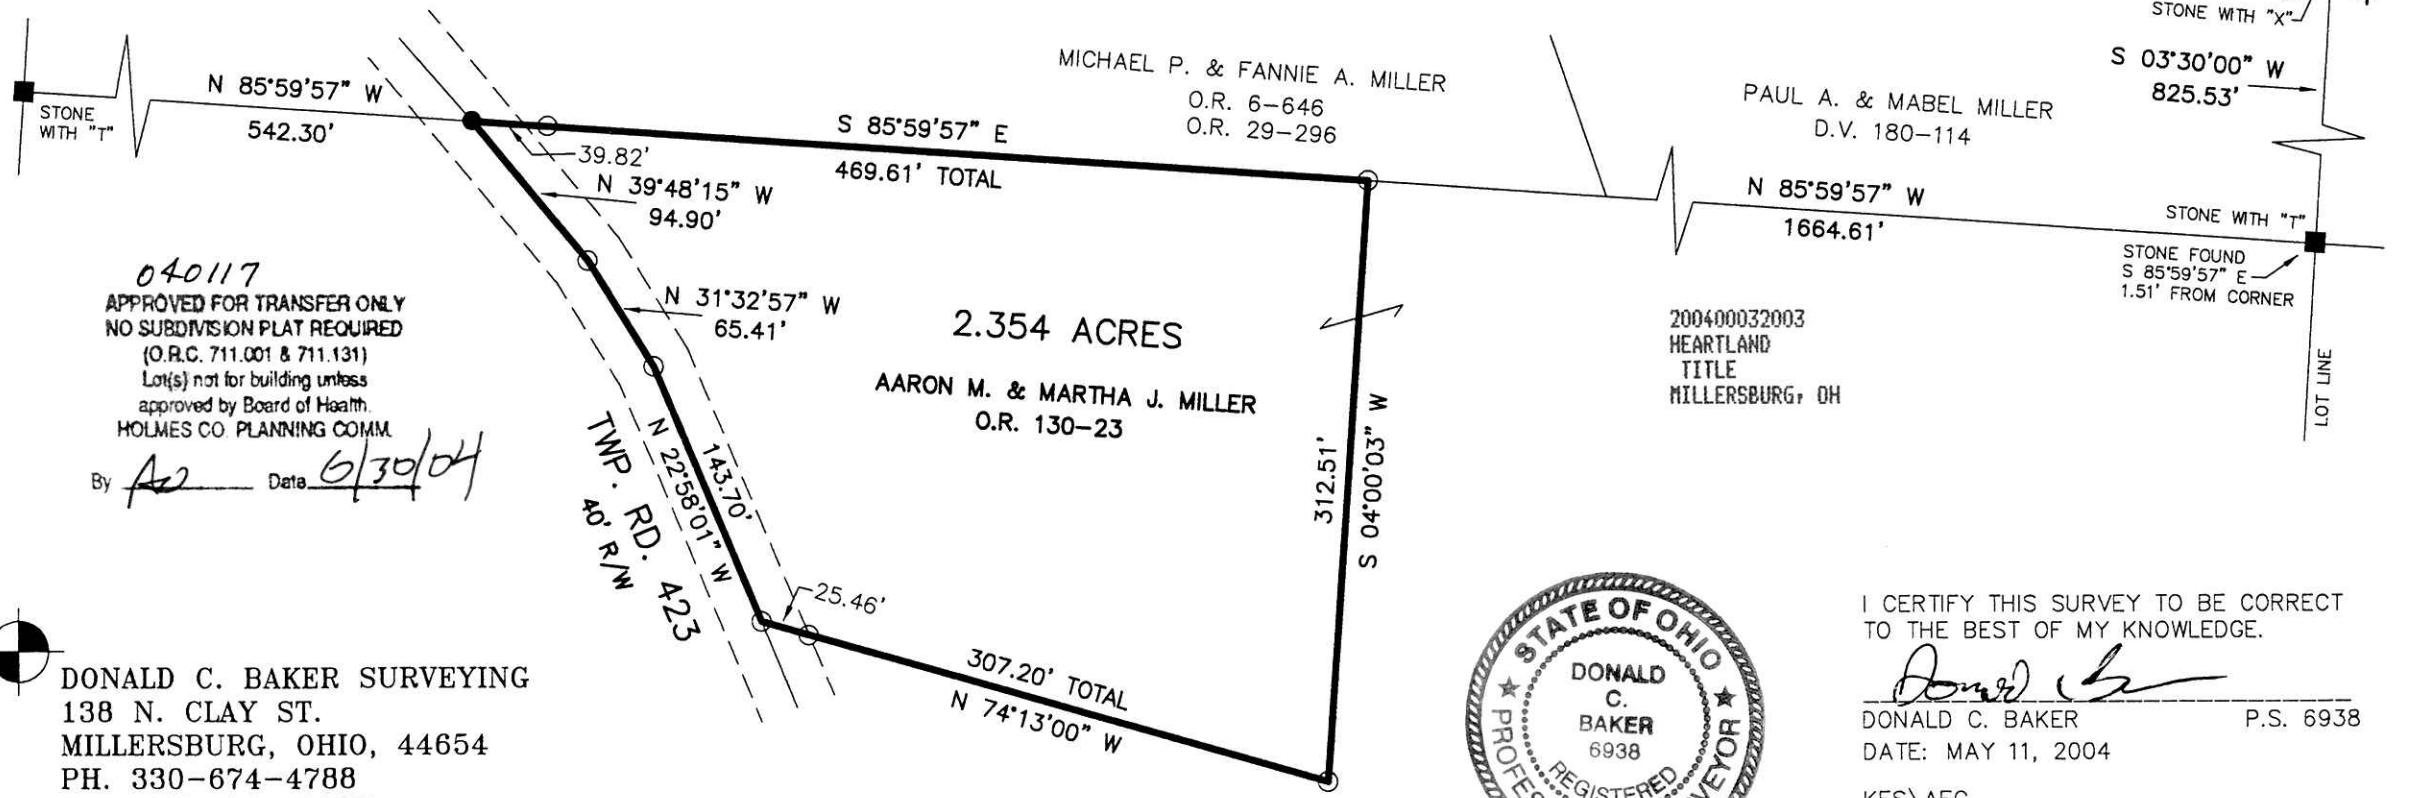 STONE WITH "X"
S 03°30'00" W
825.53'
MICHAEL P. & FANNIE A. MILLER
O.R. 6-646
O.R. 29-296
PAUL A. & MABEL MILLER
D.V. 180-114
N 85°59'57" W
542.30'
STONE
WITH "T"
S 85°59'57" E
469.61' TOTAL
39.82'
N 39°48'15" W
94.90'
N 31°32'57" W
65.41'
N 85°59'57" W
1664.61'
STONE WITH "T"
STONE FOUND
S 85°59'57" E
1.51' FROM CORNER
LOT LINE
040117
APPROVED FOR TRANSFER ONLY
NO SUBDIVISION PLAT REQUIRED
(O.R.C. 711.001 & 711.131)
Lot(s) not for building unless
approved by Board of Health.
HOLMES CO. PLANNING COMM.
By
Date 6/30/04
2.354 ACRES
AARON M. & MARTHA J. MILLER
O.R. 130-23
200400032003
HEARTLAND
TITLE
MILLERSBURG, OH
312.51'
S 04°00'03" W
143.70'
N 22°58'01" W
TWP. RD. 423
40' R/W
25.46'
307.20' TOTAL
N 74°13'00" W
DONALD C. BAKER SURVEYING
138 N. CLAY ST.
MILLERSBURG, OHIO, 44654
PH. 330-674-4788
STATE OF OHIO
DONALD
C.
BAKER
6938
REGISTERED
I CERTIFY THIS SURVEY TO BE CORRECT
TO THE BEST OF MY KNOWLEDGE.
DONALD C. BAKER P.S. 6938
DATE: MAY 11, 2004